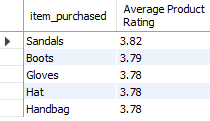 item_purchased Average Product
Rating
Sandals 3.82
Boots 3.79
Gloves 3.78
Hat 3.78
Handbag 3.78